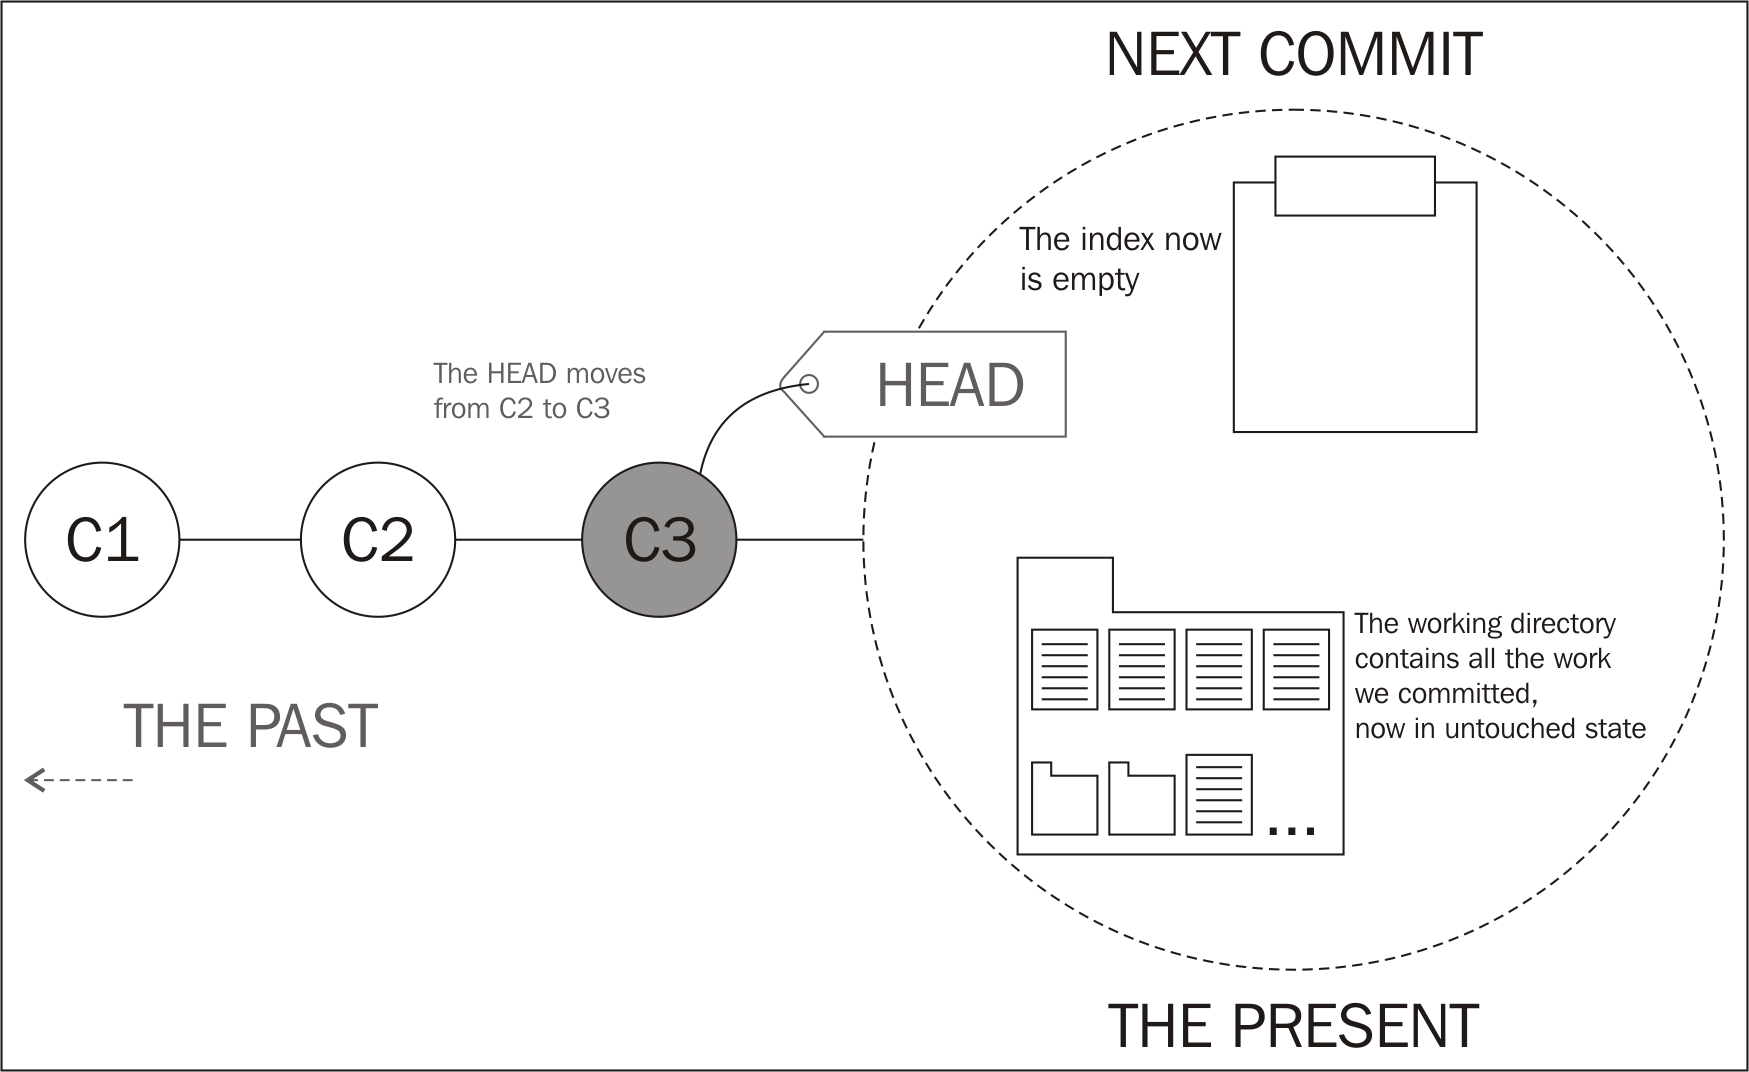 NEXT COMMIT
The index now
is empty
The HEAD moves
from C2 to C3
HEAD
C1
C2
C3
The working directory
contains all the work
we committed,
now in untouched state
THE PAST
...
THE PRESENT